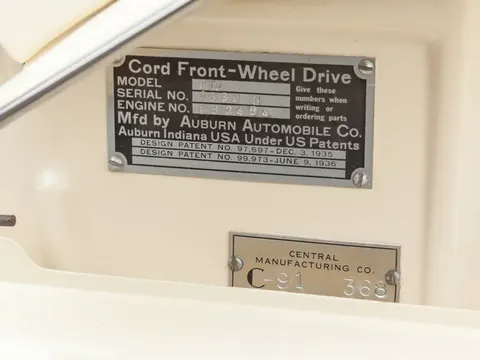 Cord Front-Wheel Drive
MODEL
SERIAL NO.
ENGINE NO.
Give these
numbers when
writing or
ordering parts
Mfd by AUBURN AUTOMOBILE CO.
Auburn Indiana USA Under US Patents
DESIGN PATENT NO. 97,697-DEC. 3, 1935
DESIGN PATENT NO. 99,973-JUNE 9, 1936
CENTRAL
MANUFACTURING CO.
C-91 368